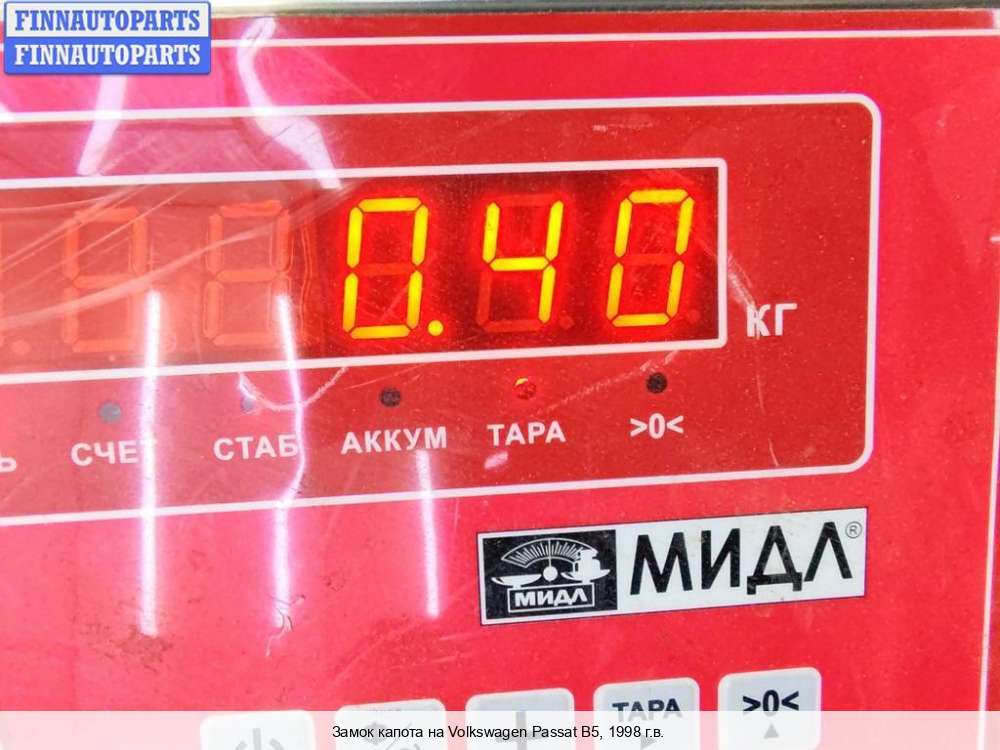 FINNAUTOPARTS
FINNAUTOPARTS
0.40
КГ
СЧЕТ СТАБ АККУМ ТАРА >0<
МИДЛ МИДЛ®
ТАРА >0<
Замок капота на Volkswagen Passat B5, 1998 г.в.